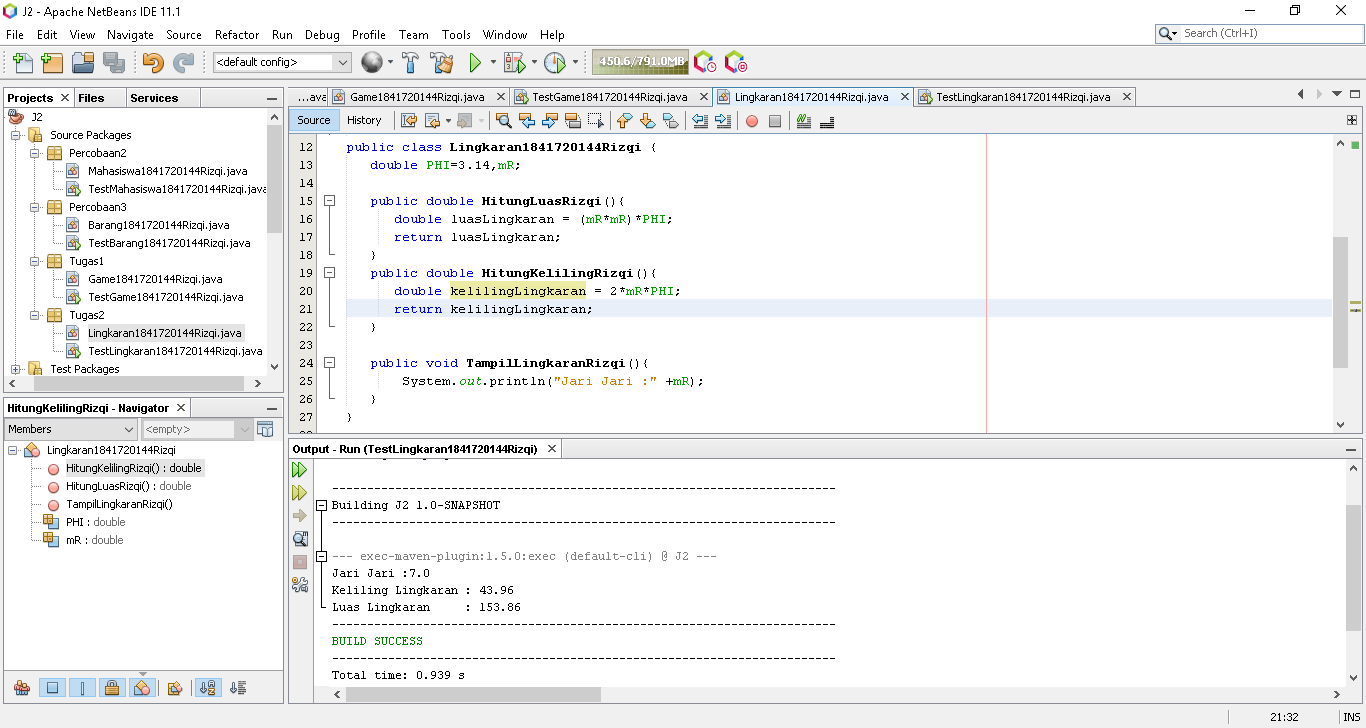 J2 - Apache NetBeans IDE 11.1
File Edit View Navigate Source Refactor Run Debug Profile Team Tools Window Help
Search (Ctrl+I)
<default config>
450.6/791.0MB
Projects Files Services
J2
Source Packages
Percobaan2
Mahasiswa1841720144Rizqi.java
TestMahasiswa1841720144Rizqi.java
Percobaan3
Barang1841720144Rizqi.java
TestBarang1841720144Rizqi.java
Tugas1
Game1841720144Rizqi.java
TestGame1841720144Rizqi.java
Tugas2
Lingkaran1841720144Rizqi.java
TestLingkaran1841720144Rizqi.java
Test Packages
HitungKelilingRizqi - Navigator
Members <empty>
Lingkaran1841720144Rizqi
HitungKelilingRizqi() : double
HitungLuasRizqi() : double
TampilLingkaranRizqi()
PHI : double
mR : double
...ava Game1841720144Rizqi.java TestGame1841720144Rizqi.java Lingkaran1841720144Rizqi.java TestLingkaran1841720144Rizqi.java
Source History
12 public class Lingkaran1841720144Rizqi {
13 double PHI=3.14,mR;
14
15 public double HitungLuasRizqi(){
16 double luasLingkaran = (mR*mR)*PHI;
17 return luasLingkaran;
18 }
19 public double HitungKelilingRizqi(){
20 double kelilingLingkaran = 2*mR*PHI;
21 return kelilingLingkaran;
22 }
23
24 public void TampilLingkaranRizqi(){
25 System.out.println("Jari Jari :" +mR);
26 }
27 }
Output - Run (TestLingkaran1841720144Rizqi)
------------------------------------------------------------------------
Building J2 1.0-SNAPSHOT
------------------------------------------------------------------------
--- exec-maven-plugin:1.5.0:exec (default-cli) @ J2 ---
Jari Jari :7.0
Keliling Lingkaran : 43.96
Luas Lingkaran : 153.86
------------------------------------------------------------------------
BUILD SUCCESS
------------------------------------------------------------------------
Total time: 0.939 s
21:32 INS